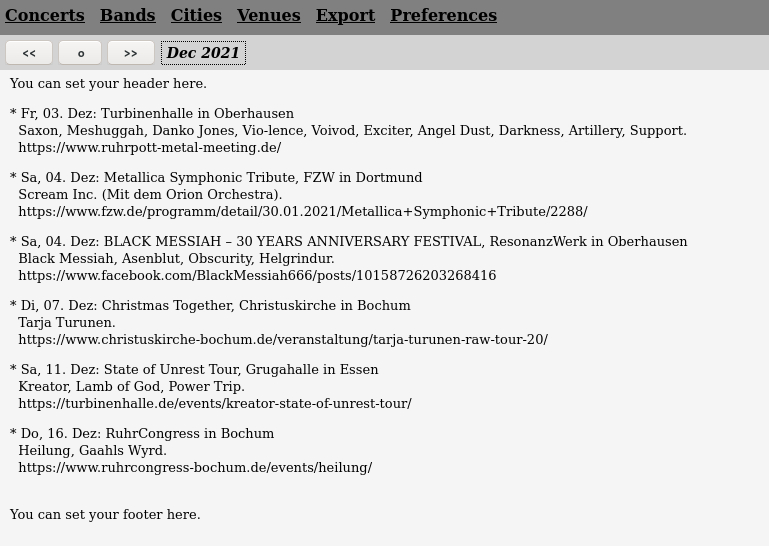 Concerts Bands Cities Venues Export Preferences
<< o >> Dec 2021
You can set your header here.
* Fr, 03. Dez: Turbinenhalle in Oberhausen
Saxon, Meshuggah, Danko Jones, Vio-lence, Voivod, Exciter, Angel Dust, Darkness, Artillery, Support.
https://www.ruhrpott-metal-meeting.de/
* Sa, 04. Dez: Metallica Symphonic Tribute, FZW in Dortmund
Scream Inc. (Mit dem Orion Orchestra).
https://www.fzw.de/programm/detail/30.01.2021/Metallica+Symphonic+Tribute/2288/
* Sa, 04. Dez: BLACK MESSIAH – 30 YEARS ANNIVERSARY FESTIVAL, ResonanzWerk in Oberhausen
Black Messiah, Asenblut, Obscurity, Helgrindur.
https://www.facebook.com/BlackMessiah666/posts/10158726203268416
* Di, 07. Dez: Christmas Together, Christuskirche in Bochum
Tarja Turunen.
https://www.christuskirche-bochum.de/veranstaltung/tarja-turunen-raw-tour-20/
* Sa, 11. Dez: State of Unrest Tour, Grugahalle in Essen
Kreator, Lamb of God, Power Trip.
https://turbinenhalle.de/events/kreator-state-of-unrest-tour/
* Do, 16. Dez: RuhrCongress in Bochum
Heilung, Gaahls Wyrd.
https://www.ruhrcongress-bochum.de/events/heilung/
You can set your footer here.